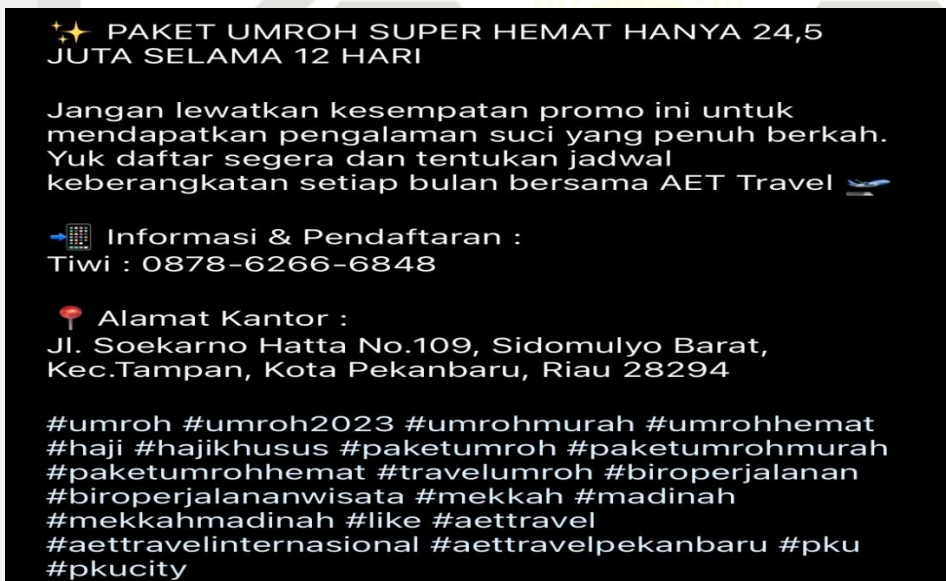 ✨ PAKET UMROH SUPER HEMAT HANYA 24,5
JUTA SELAMA 12 HARI
Jangan lewatkan kesempatan promo ini untuk
mendapatkan pengalaman suci yang penuh berkah.
Yuk daftar segera dan tentukan jadwal
keberangkatan setiap bulan bersama AET Travel 🛫
📲 Informasi & Pendaftaran :
Tiwi : 0878-6266-6848
📍 Alamat Kantor :
Jl. Soekarno Hatta No.109, Sidomulyo Barat,
Kec.Tampan, Kota Pekanbaru, Riau 28294
#umroh #umroh2023 #umrohmurah #umrohhemat
#haji #hajikhusus #paketumroh #paketumrohmurah
#paketumrohhemat #travelumroh #biroperjalanan
#biroperjalananwisata #mekkah #madinah
#mekkahmadinah #like #aettravel
#aettravelinternasional #aettravelpekanbaru #pku
#pkucity